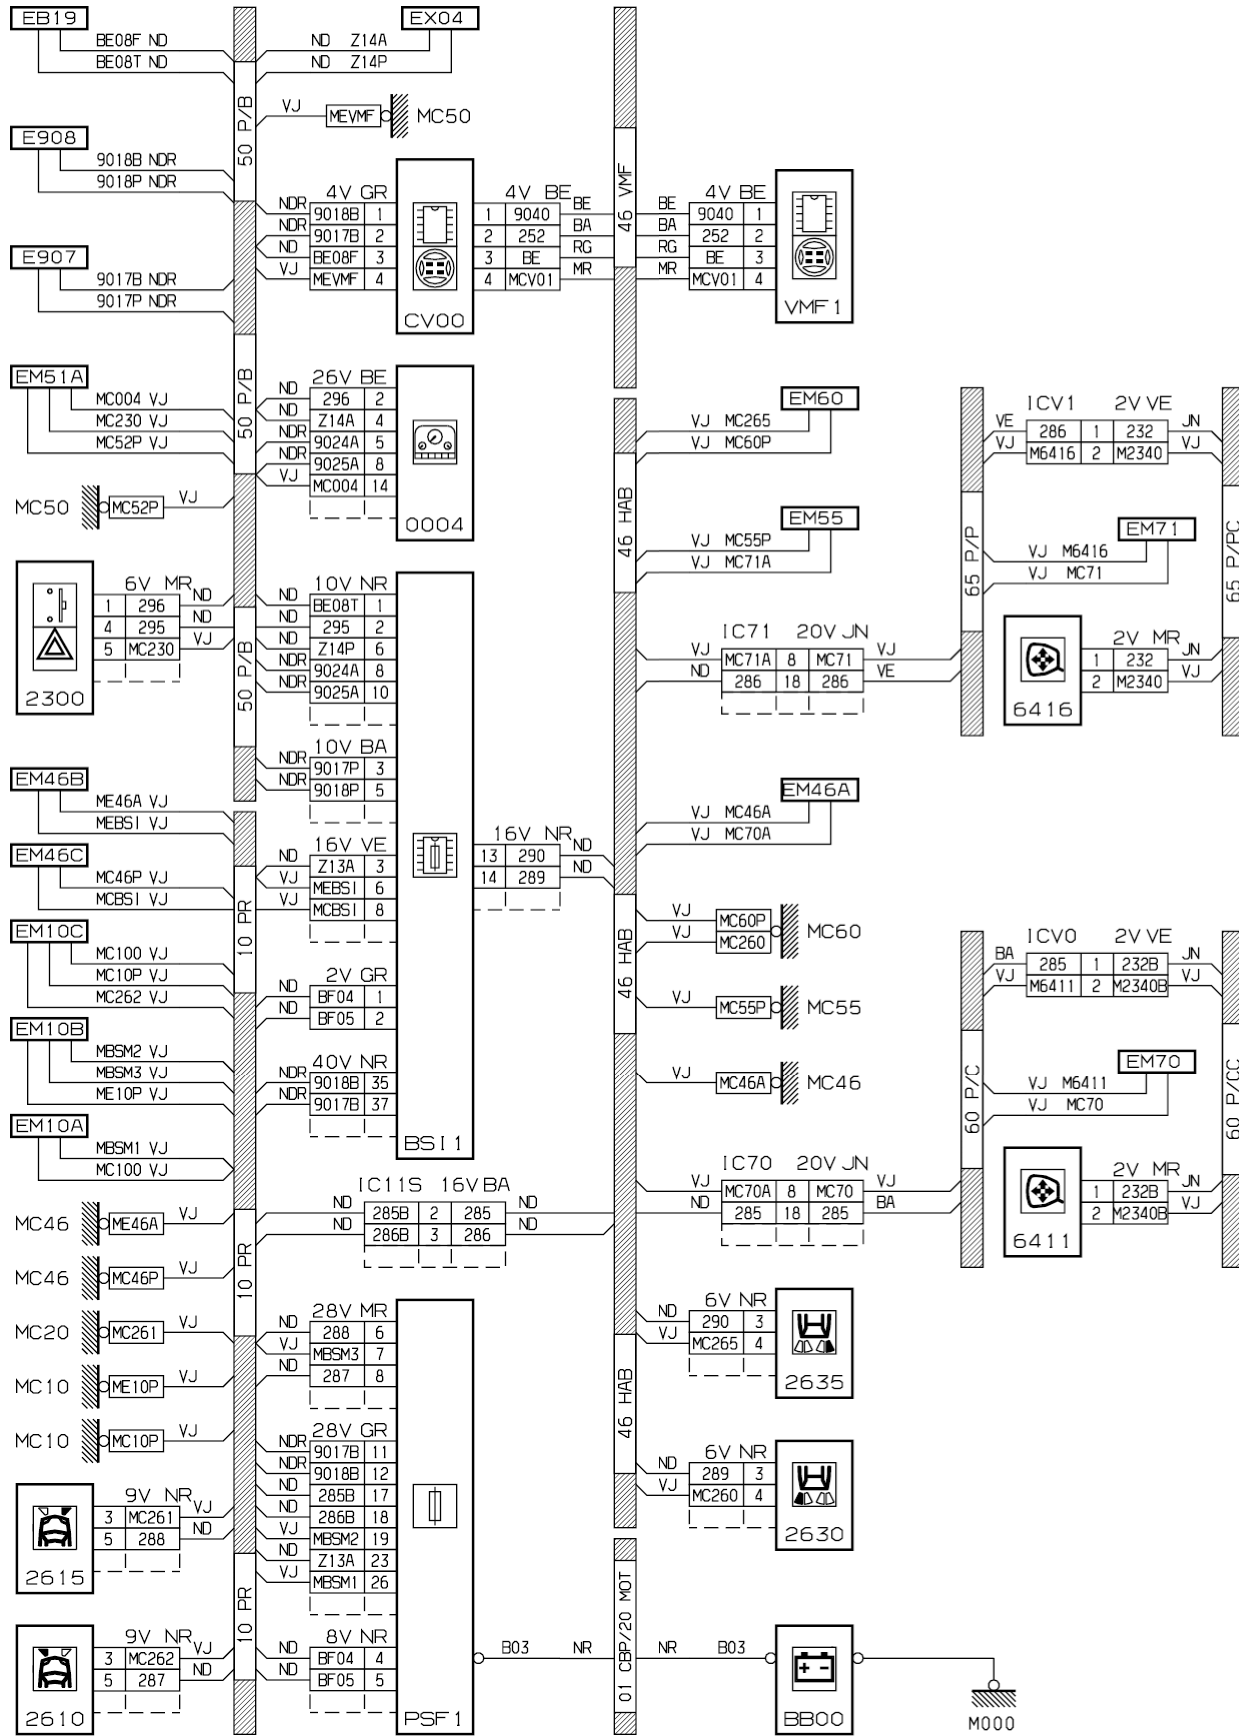 EB19
BE08F ND
BE08T ND
EX04
ND Z14A
ND Z14P
50 P/B
VJ
MEVMF
MC50
E908
9018B NDR
9018P NDR
4V GR
NDR 9018B 1
NDR 9017B 2
ND BE08F 3
VJ MEVMF 4
CV00
4V BE
1 9040 BE
2 252 BA
3 BE RG
4 MCV01 MR
46 VMF
4V BE
BE 9040 1
BA 252 2
RG BE 3
MR MCV01 4
VMF1
E907
9017B NDR
9017P NDR
EM51A
MC004 VJ
MC230 VJ
MC52P VJ
50 P/B
26V BE
ND 296 2
ND Z14A 4
NDR 9024A 5
NDR 9025A 8
VJ MC004 14
0004
MC50
MC52P
VJ
EM60
VJ MC265
VJ MC60P
46 HAB
EM55
VJ MC55P
VJ MC71A
ICV1 2V VE
VE 286 1 232 JN
VJ M6416 2 M2340 VJ
65 P/P
65 P/PC
EM71
VJ M6416
VJ MC71
6V MR
1 296 ND
4 295 ND
5 MC230 VJ
2300
50 P/B
10V NR
ND BE08T 1
ND 295 2
ND Z14P 6
NDR 9024A 8
NDR 9025A 10
10V BA
NDR 9017P 3
NDR 9018P 5
IC71 20V JN
VJ MC71A 8 MC71 VJ
ND 286 18 286 VE
2V MR
1 232 JN
2 M2340 VJ
6416
EM46B
ME46A VJ
MEBSI VJ
EM46C
MC46P VJ
MCBSI VJ
10 PR
16V VE
ND Z13A 3
VJ MEBSI 6
VJ MCBSI 8
16V NR
13 290 ND
14 289 ND
EM46A
VJ MC46A
VJ MC70A
EM10C
MC100 VJ
MC10P VJ
MC262 VJ
2V GR
ND BF04 1
ND BF05 2
46 HAB
VJ MC60P
VJ MC260
MC60
VJ MC55P MC55
VJ MC46A MC46
ICV0 2V VE
BA 285 1 232B JN
VJ M6411 2 M2340B VJ
60 P/C
60 P/CC
EM70
VJ M6411
VJ MC70
EM10B
MBSM2 VJ
MBSM3 VJ
ME10P VJ
40V NR
NDR 9018B 35
NDR 9017B 37
BSI1
EM10A
MBSM1 VJ
MC100 VJ
IC70 20V JN
VJ MC70A 8 MC70 VJ
ND 285 18 285 BA
2V MR
1 232B JN
2 M2340B VJ
6411
IC11S 16V BA
ND 285B 2 285 ND
ND 286B 3 286 ND
MC46 ME46A VJ
MC46 MC46P VJ
MC20 MC261 VJ
MC10 ME10P VJ
MC10 MC10P VJ
10 PR
28V MR
ND 288 6
VJ MBSM3 7
ND 287 8
28V GR
NDR 9017B 11
NDR 9018B 12
ND 285B 17
ND 286B 18
VJ MBSM2 19
ND Z13A 23
VJ MBSM1 26
8V NR
ND BF04 4
ND BF05 5
PSF1
46 HAB
6V NR
ND 290 3
VJ MC265 4
2635
6V NR
ND 289 3
VJ MC260 4
2630
9V NR
3 MC261 VJ
5 288 ND
2615
10 PR
9V NR
3 MC262 VJ
5 287 ND
2610
B03 NR
01 CBP/20 MOT
NR B03
BB00
M000